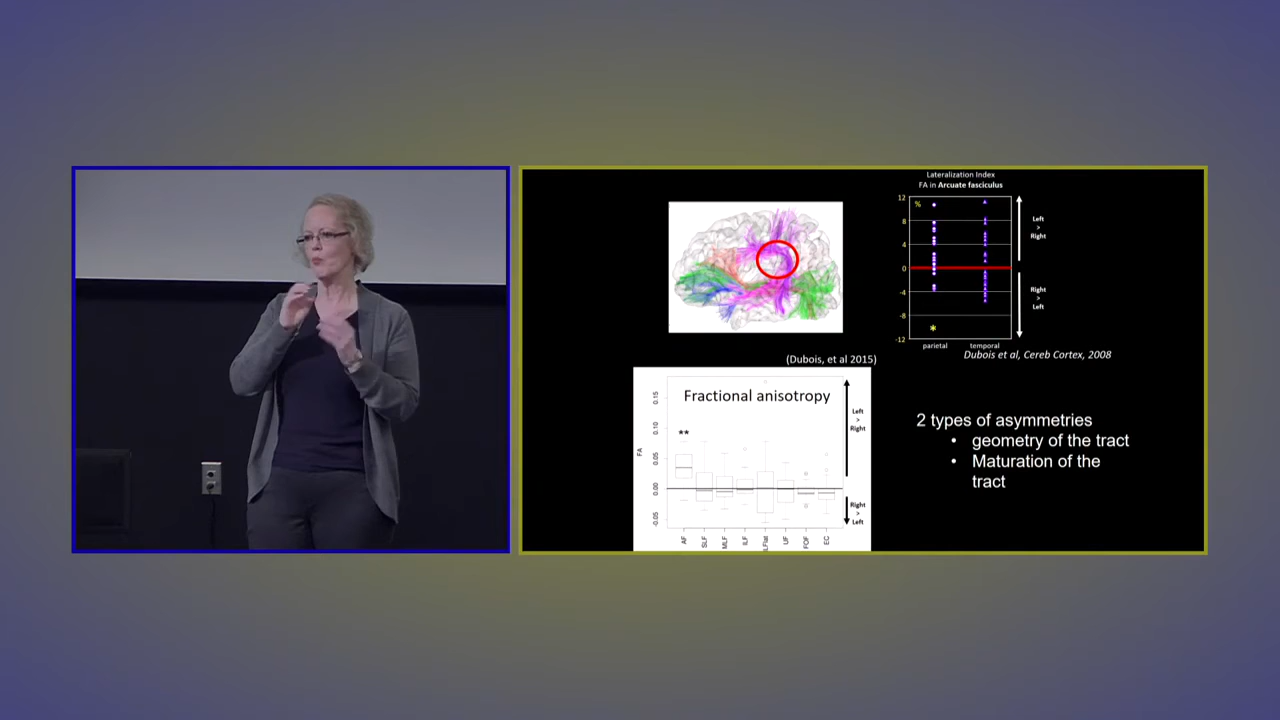 Lateralization Index
FA in Arcuate fasciculus
12
%
8
4
0
-4
-8
-12
*
Left
>
Right
Right
>
Left
parietal
temporal
Dubois et al, Cereb Cortex, 2008
(Dubois, et al 2015)
Fractional anisotropy
**
FA
0.15
0.10
0.05
0.00
-0.05
Left
>
Right
Right
>
Left
AF
SLF
MLF
ILF
UF
FOF
EC
2 types of asymmetries
• geometry of the tract
• Maturation of the
tract